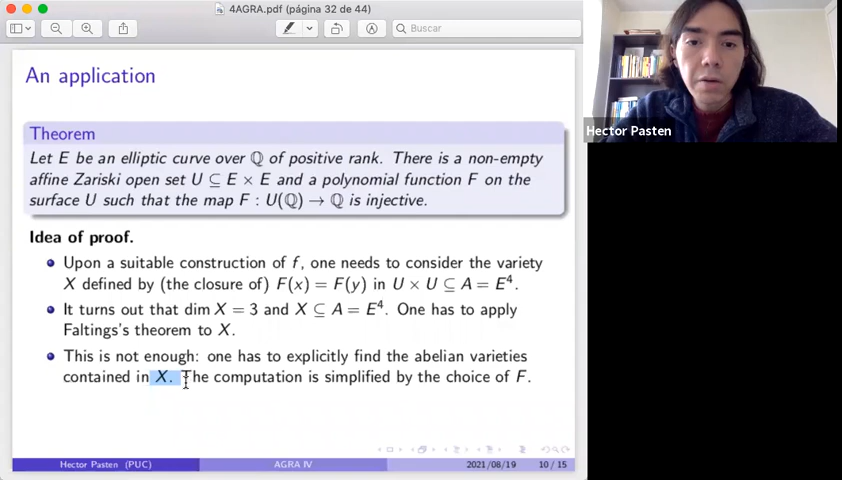 4AGRA.pdf (página 32 de 44)
Buscar
An application
Theorem
Let E be an elliptic curve over ℚ of positive rank. There is a non-empty
affine Zariski open set U ⊆ E × E and a polynomial function F on the
surface U such that the map F : U(ℚ) → ℚ is injective.
Idea of proof.
Upon a suitable construction of f, one needs to consider the variety
X defined by (the closure of) F(x) = F(y) in U × U ⊆ A = E⁴.
It turns out that dim X = 3 and X ⊆ A = E⁴. One has to apply
Faltings's theorem to X.
This is not enough: one has to explicitly find the abelian varieties
contained in X. The computation is simplified by the choice of F.
Hector Pasten (PUC)
AGRA IV
2021/08/19
10 / 15
Hector Pasten